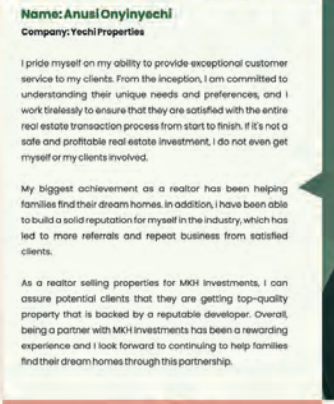 Name: Anusi Onyinyechi
Company: Yechi Properties
I pride myself on my ability to provide exceptional customer
service to my clients. From the inception, I am committed to
understanding their unique needs and preferences, and I
work tirelessly to ensure that they are satisfied with the entire
real estate transaction process from start to finish. If it's not a
safe and profitable real estate investment, I do not even get
myself or my clients involved.
My biggest achievement as a realtor has been helping
families find their dream homes. In addition, I have been able
to build a solid reputation for myself in the industry, which has
led to more referrals and repeat business from satisfied
clients.
As a realtor selling properties for MKH Investments, I can
assure potential clients that they are getting top-quality
property that is backed by a reputable developer. Overall,
being a partner with MKH Investments has been a rewarding
experience and I look forward to continuing to help families
find their dream homes through this partnership.